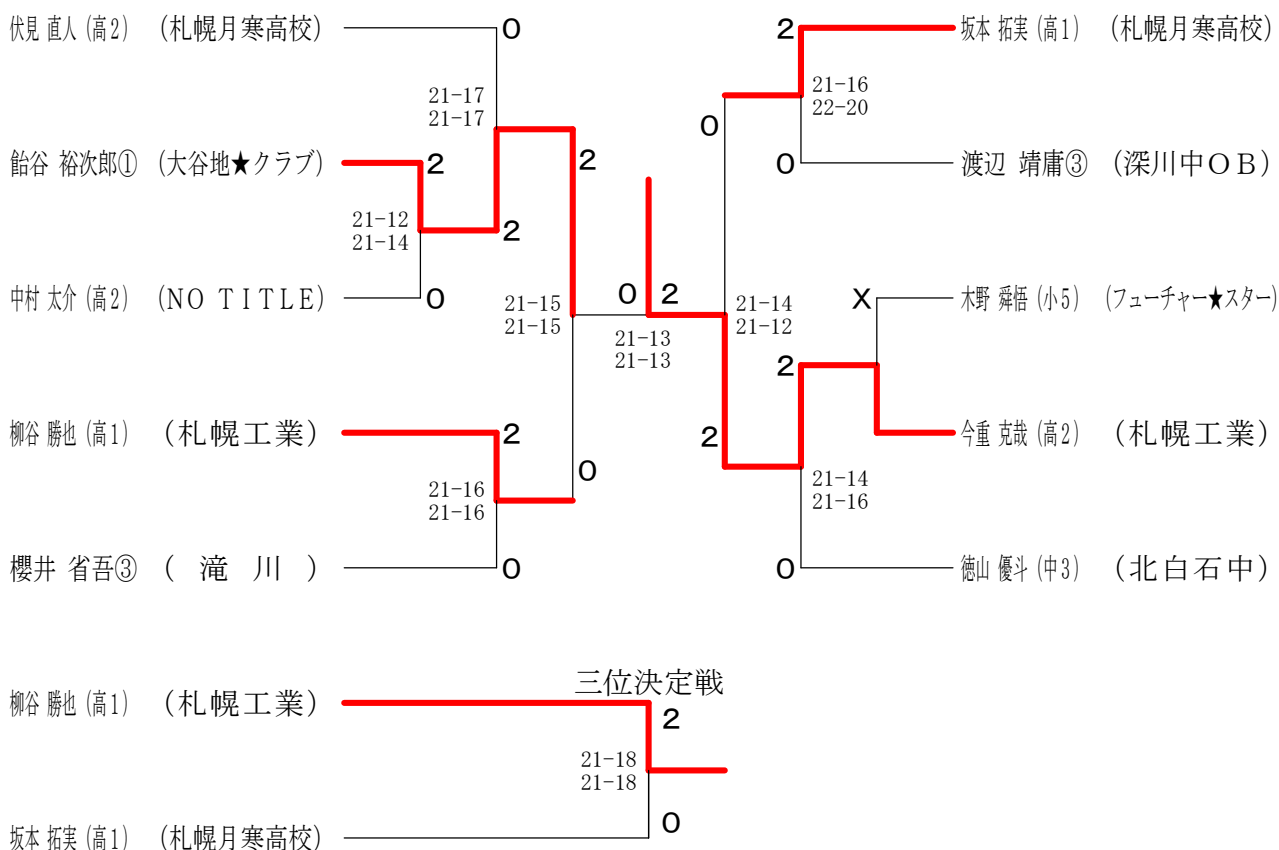 伏見 直人 (高2) (札幌月寒高校) 0
21-17
21-17
飴谷 裕次郎① (大谷地★クラブ) 2 2
21-12
21-14
2
中村 太介 (高2) (NO TITLE) 0
21-15
21-15
柳谷 勝也 (高1) (札幌工業) 2
0
21-16
21-16
櫻井 省吾③ ( 滝 川 ) 0
0 2
21-13
21-13
2 坂本 拓実 (高1) (札幌月寒高校)
21-16
22-20
0
0 渡辺 靖庸③ (深川中OB)
21-14
21-12
X 木野 舜悟 (小5) (フューチャー★スター)
2
2 今重 克哉 (高2) (札幌工業)
21-14
21-16
0 徳山 優斗 (中3) (北白石中)
三位決定戦
柳谷 勝也 (高1) (札幌工業) 2
21-18
21-18
坂本 拓実 (高1) (札幌月寒高校) 0